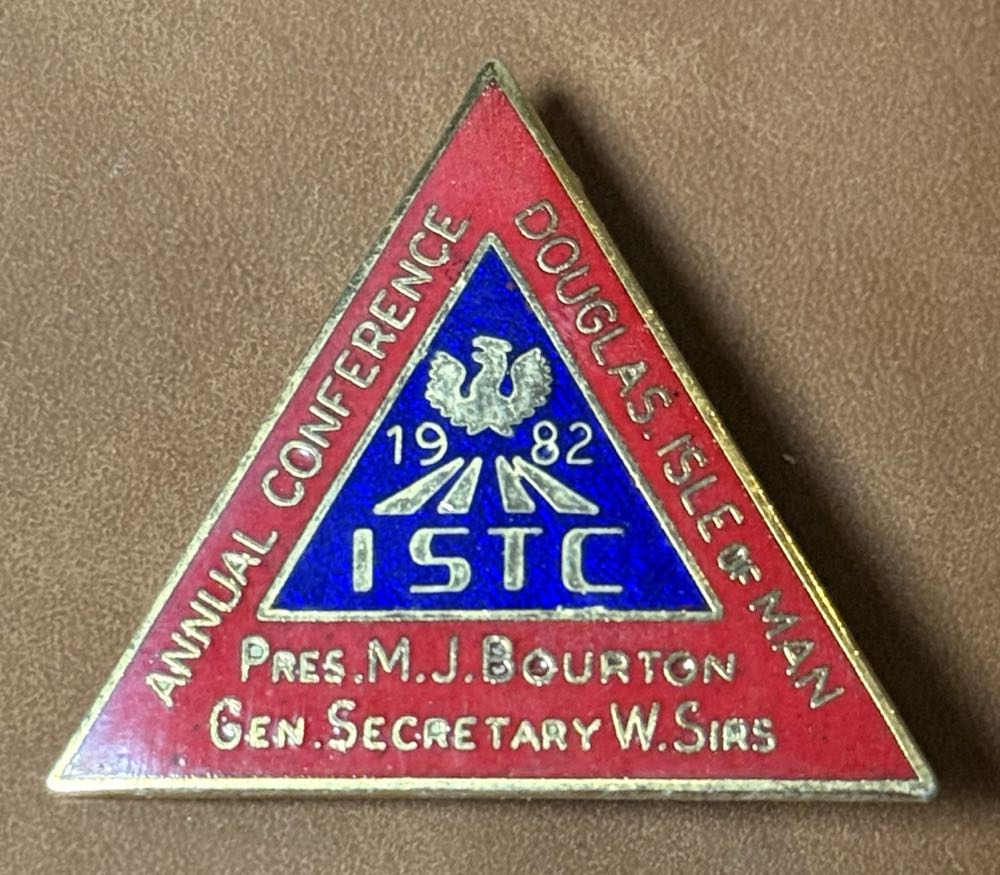 ANNUAL CONFERENCE
DOUGLAS. ISLE OF MAN
1982
ISTC
PRES. M. J. BOURTON
GEN. SECRETARY W. SIRS